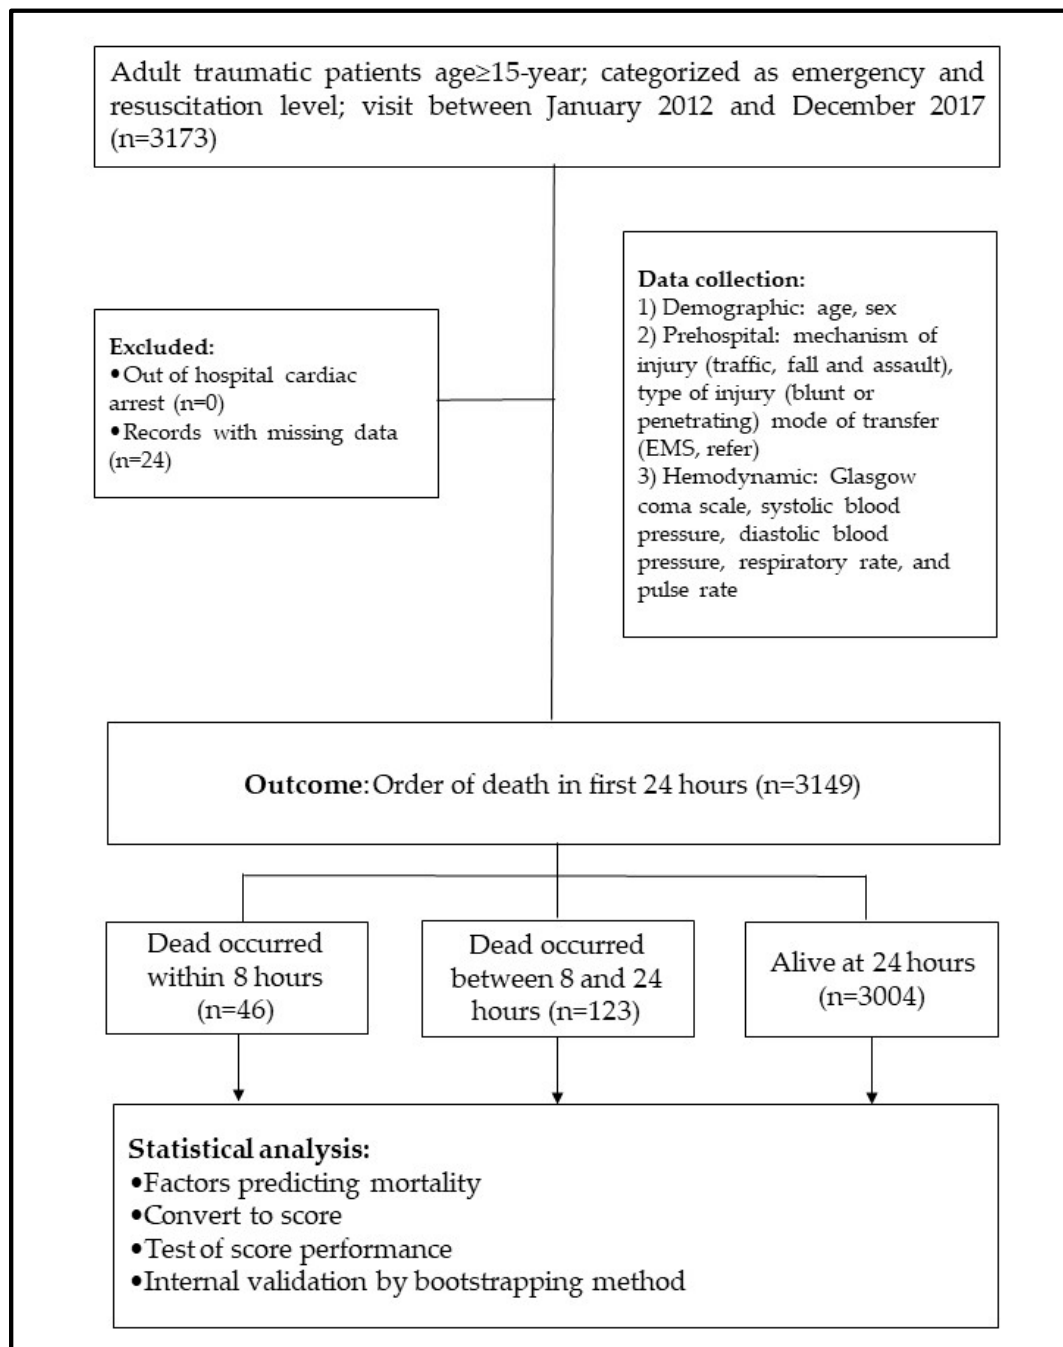 Adult traumatic patients age≥15-year; categorized as emergency and
resuscitation level; visit between January 2012 and December 2017
(n=3173)
Excluded:
•Out of hospital cardiac
arrest (n=0)
•Records with missing data
(n=24)
Data collection:
1) Demographic: age, sex
2) Prehospital: mechanism of
injury (traffic, fall and assault),
type of injury (blunt or
penetrating) mode of transfer
(EMS, refer)
3) Hemodynamic: Glasgow
coma scale, systolic blood
pressure, diastolic blood
pressure, respiratory rate, and
pulse rate
Outcome: Order of death in first 24 hours (n=3149)
Dead occurred
within 8 hours
(n=46)
Dead occurred
between 8 and 24
hours (n=123)
Alive at 24 hours
(n=3004)
Statistical analysis:
•Factors predicting mortality
•Convert to score
•Test of score performance
•Internal validation by bootstrapping method